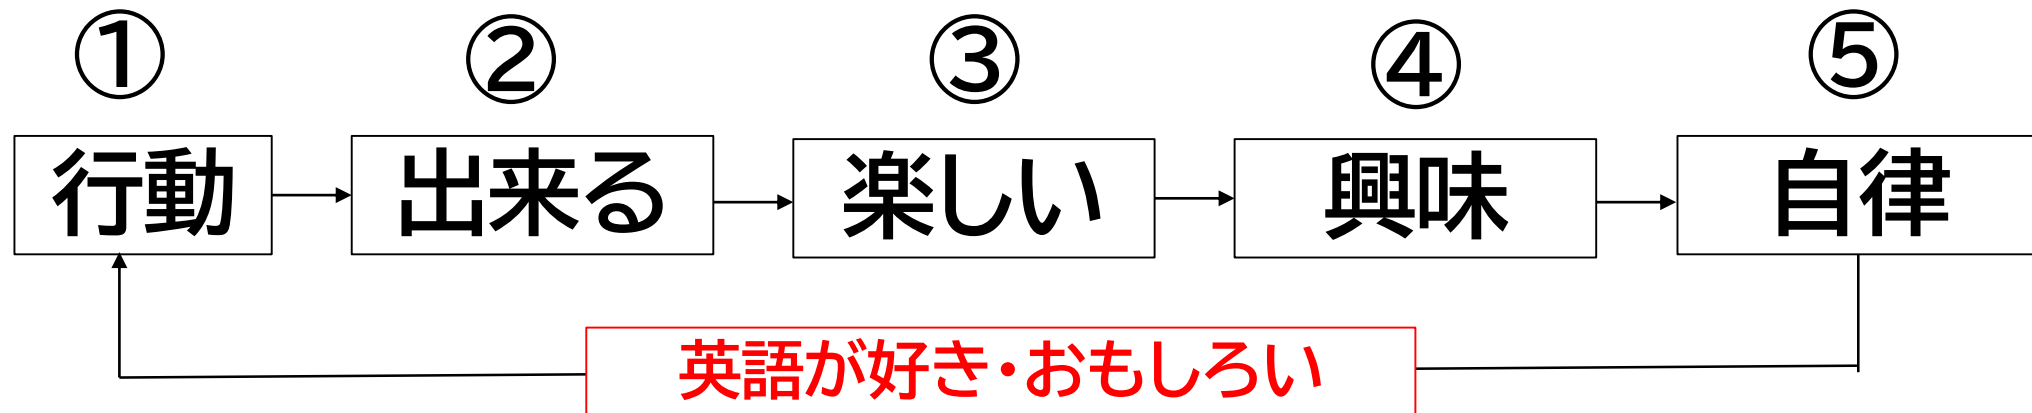 ① ② ③ ④ ⑤
行動 出来る 楽しい 興味 自律
英語が好き・おもしろい